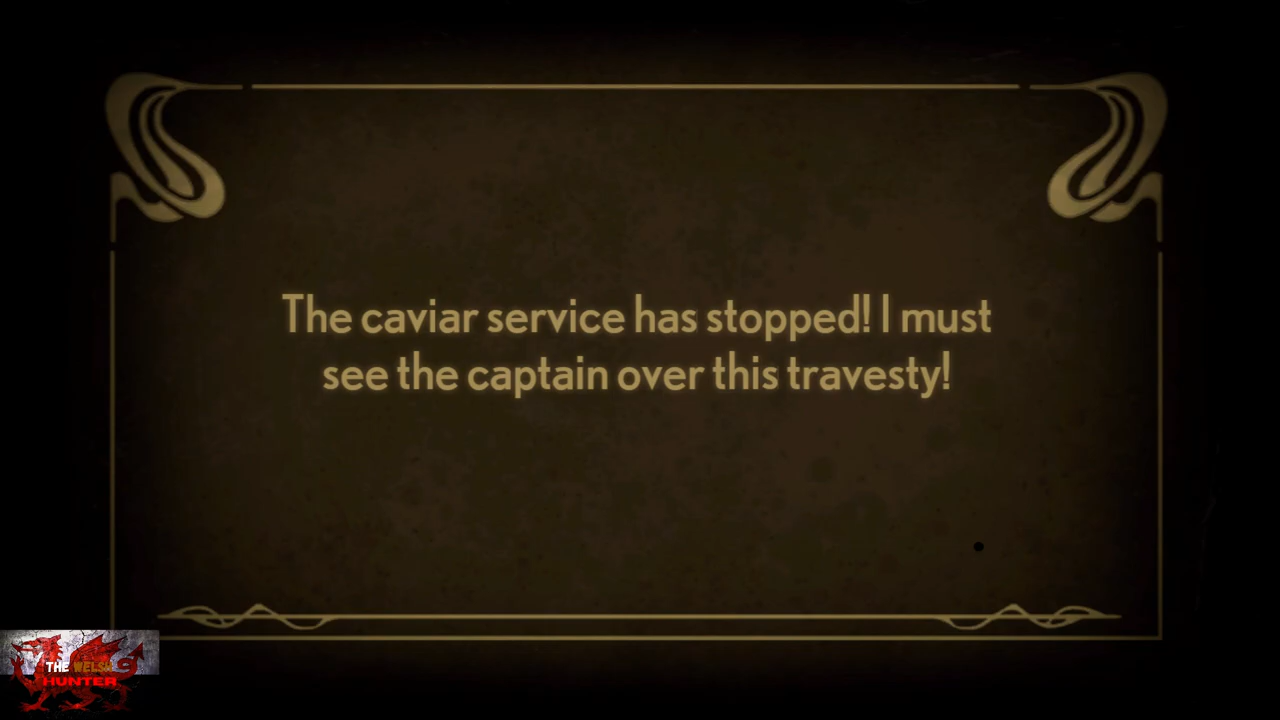 The caviar service has stopped! I must
see the captain over this travesty!
THE WELSH
HUNTER